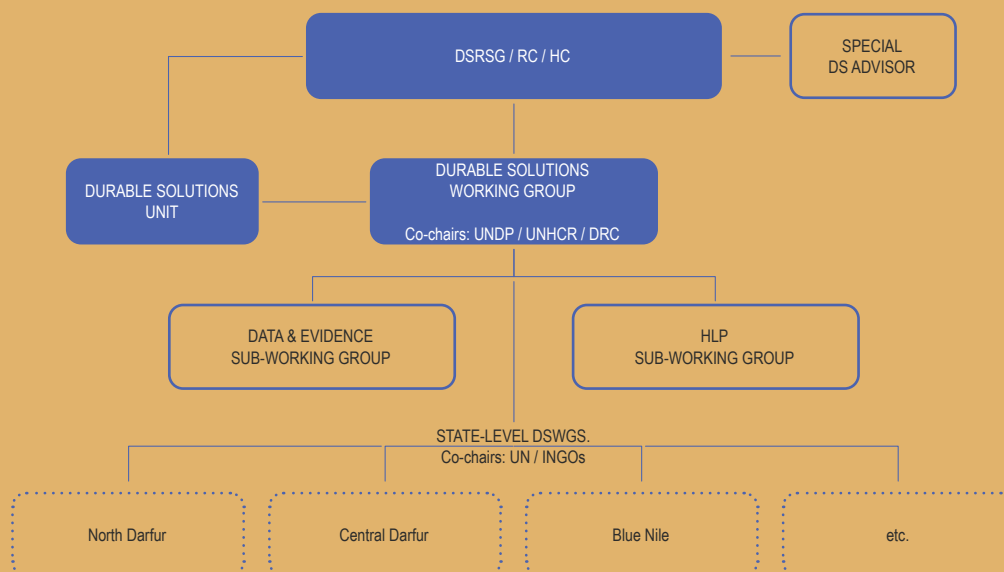 DSRSG / RC / HC
SPECIAL
DS ADVISOR
DURABLE SOLUTIONS
UNIT
DURABLE SOLUTIONS
WORKING GROUP
Co-chairs: UNDP / UNHCR / DRC
DATA & EVIDENCE
SUB-WORKING GROUP
HLP
SUB-WORKING GROUP
STATE-LEVEL DSWGS.
Co-chairs: UN / INGOs
North Darfur
Central Darfur
Blue Nile
etc.